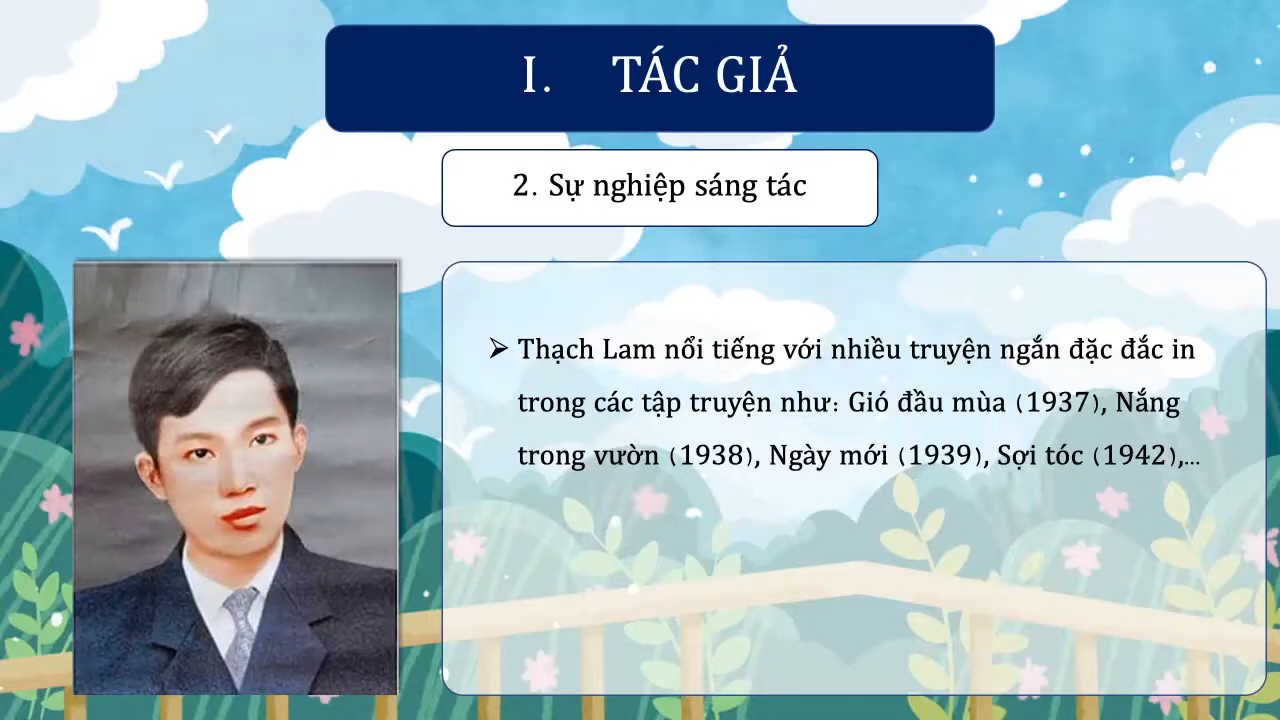 I. TÁC GIẢ
2. Sự nghiệp sáng tác
➢ Thạch Lam nổi tiếng với nhiều truyện ngắn đặc đắc in
trong các tập truyện như: Gió đầu mùa (1937), Nắng
trong vườn (1938), Ngày mới (1939), Sợi tóc (1942),...